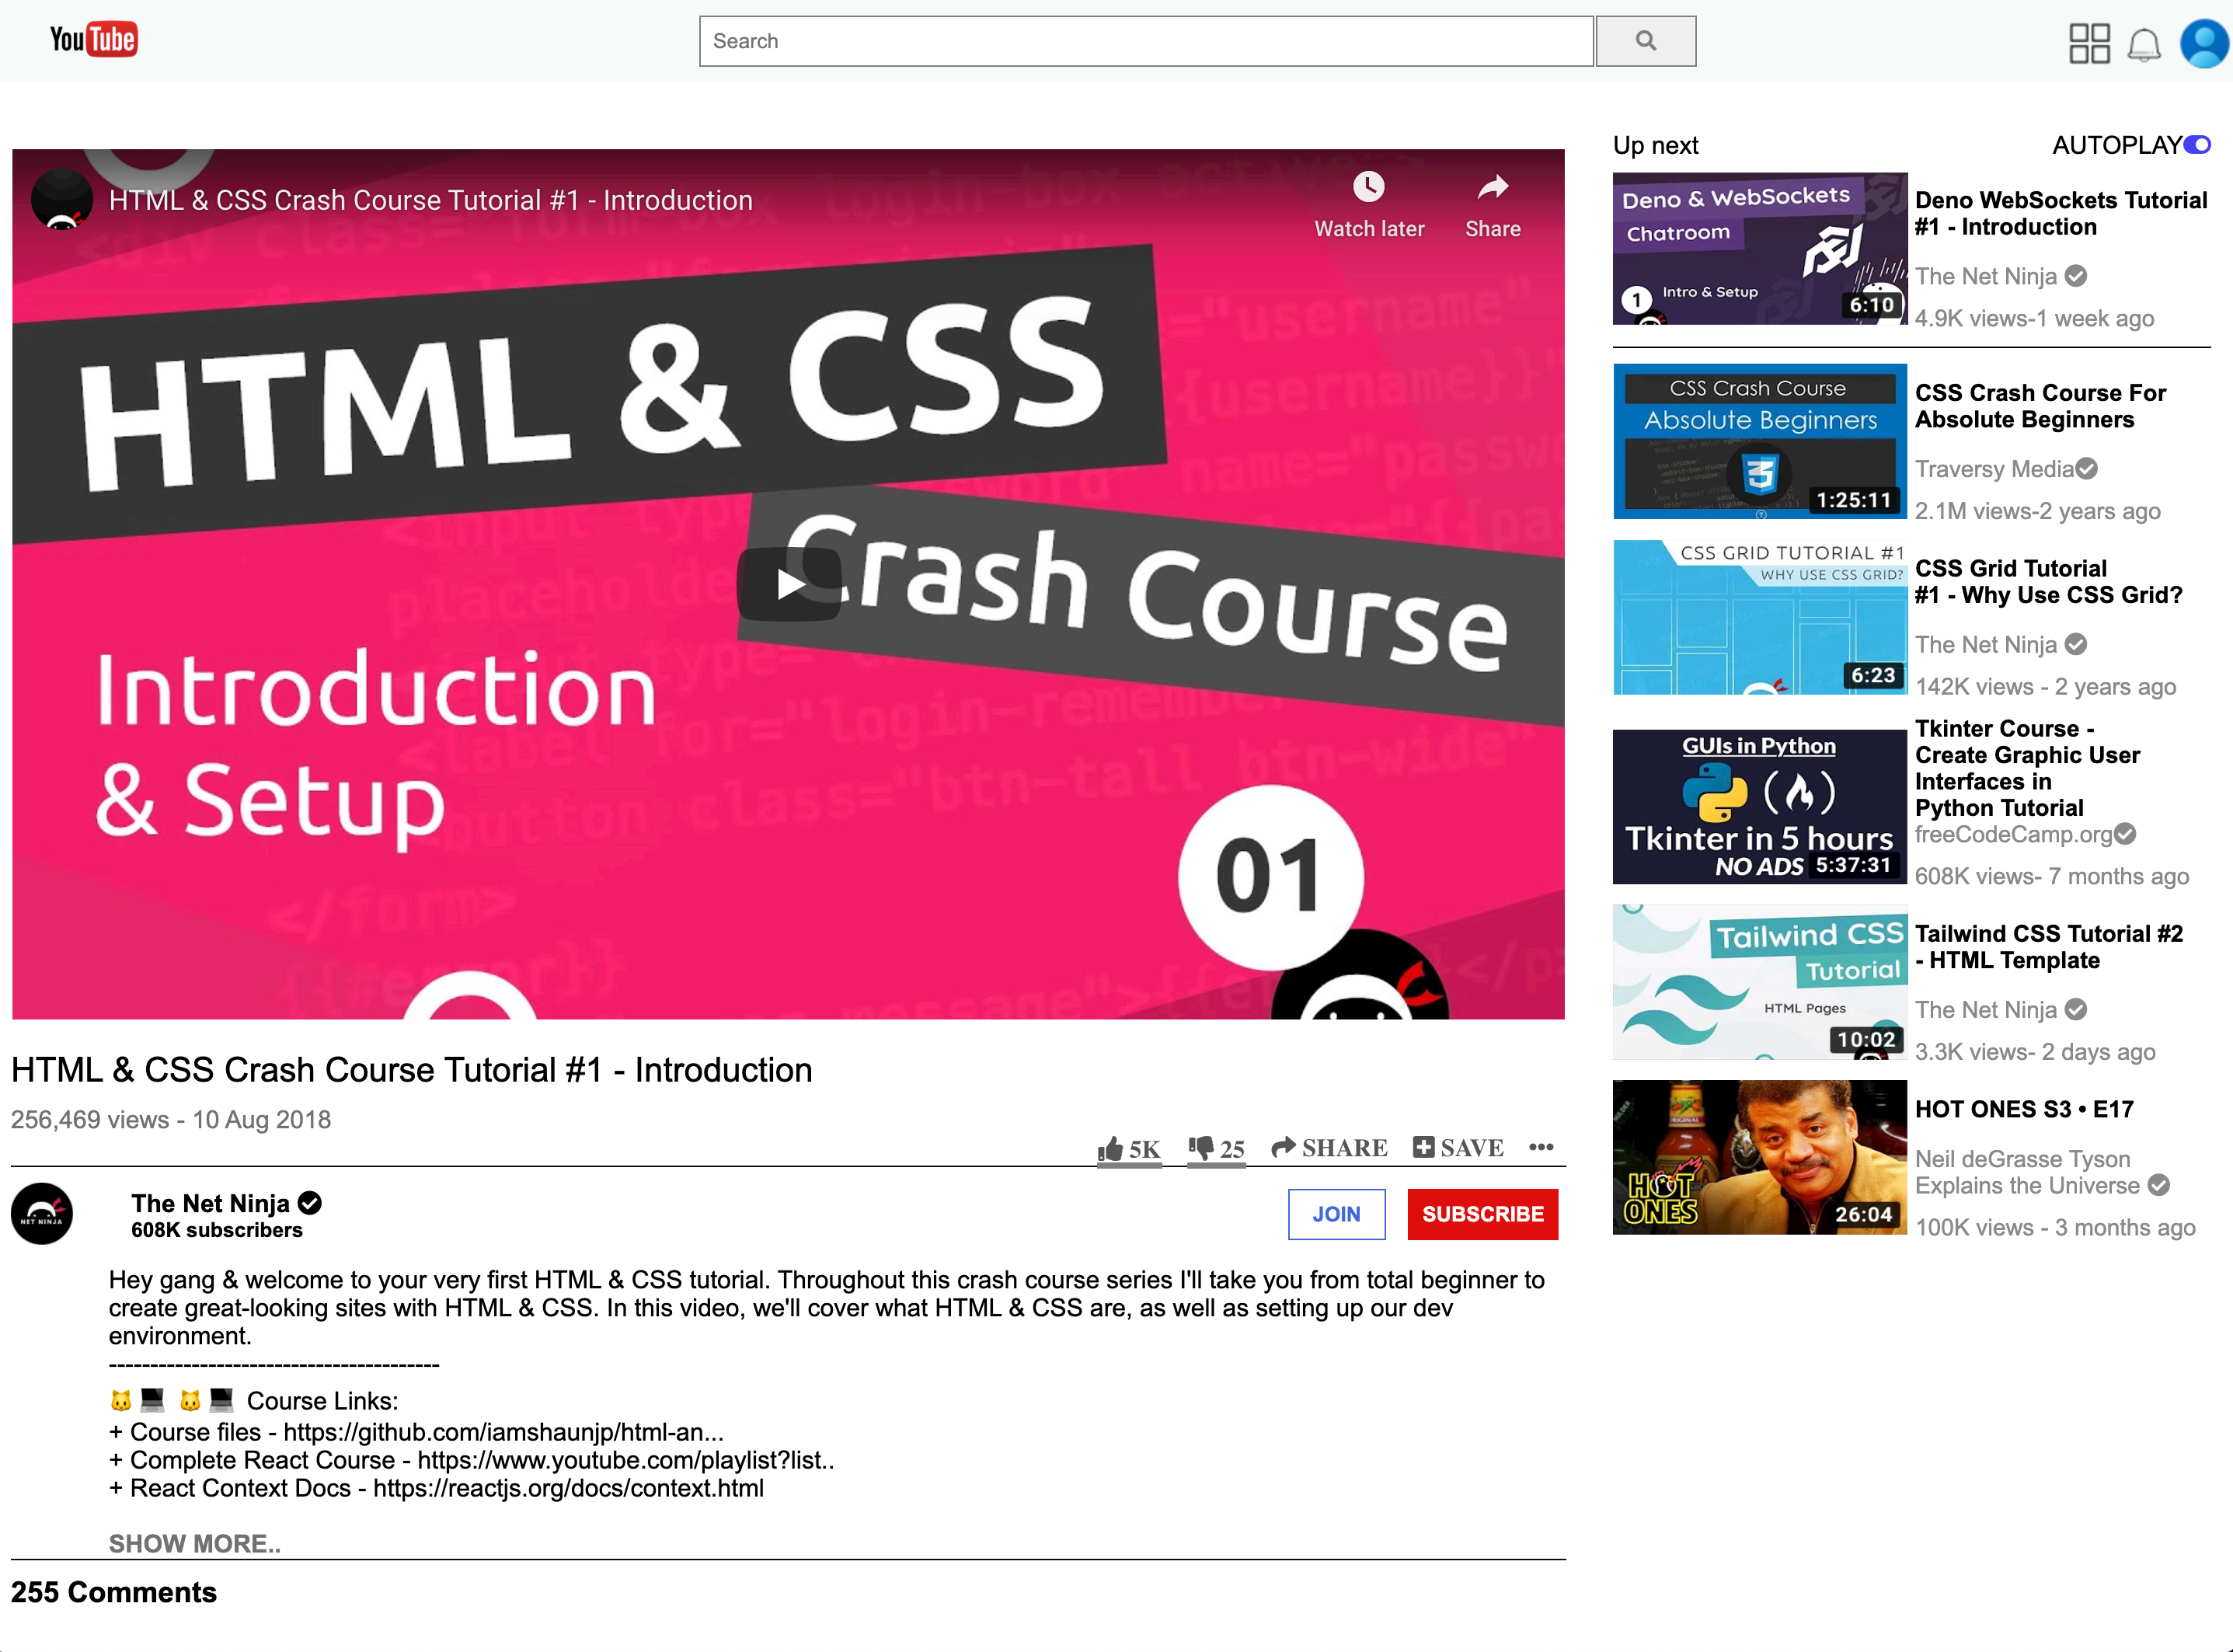 YouTube
Search
HTML & CSS Crash Course Tutorial #1 - Introduction
Watch later
Share
HTML & CSS
Crash Course
Introduction
& Setup
01
HTML & CSS Crash Course Tutorial #1 - Introduction
256,469 views - 10 Aug 2018
5K 25 SHARE SAVE
NET NINJA
The Net Ninja
608K subscribers
JOIN
SUBSCRIBE
Hey gang & welcome to your very first HTML & CSS tutorial. Throughout this crash course series I'll take you from total beginner to
create great-looking sites with HTML & CSS. In this video, we'll cover what HTML & CSS are, as well as setting up our dev
environment.
----------------------------------------
🐱💻 🐱💻 Course Links:
+ Course files - https://github.com/iamshaunjp/html-an...
+ Complete React Course - https://www.youtube.com/playlist?list..
+ React Context Docs - https://reactjs.org/docs/context.html
SHOW MORE..
255 Comments
Up next
AUTOPLAY
Deno & WebSockets
Chatroom
1 Intro & Setup
6:10
Deno WebSockets Tutorial
#1 - Introduction
The Net Ninja
4.9K views-1 week ago
CSS Crash Course
Absolute Beginners
1:25:11
CSS Crash Course For
Absolute Beginners
Traversy Media
2.1M views-2 years ago
CSS GRID TUTORIAL #1
WHY USE CSS GRID?
6:23
CSS Grid Tutorial
#1 - Why Use CSS Grid?
The Net Ninja
142K views - 2 years ago
GUIs in Python
Tkinter in 5 hours
NO ADS
5:37:31
Tkinter Course -
Create Graphic User
Interfaces in
Python Tutorial
freeCodeCamp.org
608K views- 7 months ago
Tailwind CSS
Tutorial
HTML Pages
10:02
Tailwind CSS Tutorial #2
- HTML Template
The Net Ninja
3.3K views- 2 days ago
HOT
ONES
26:04
HOT ONES S3 • E17
Neil deGrasse Tyson
Explains the Universe
100K views - 3 months ago